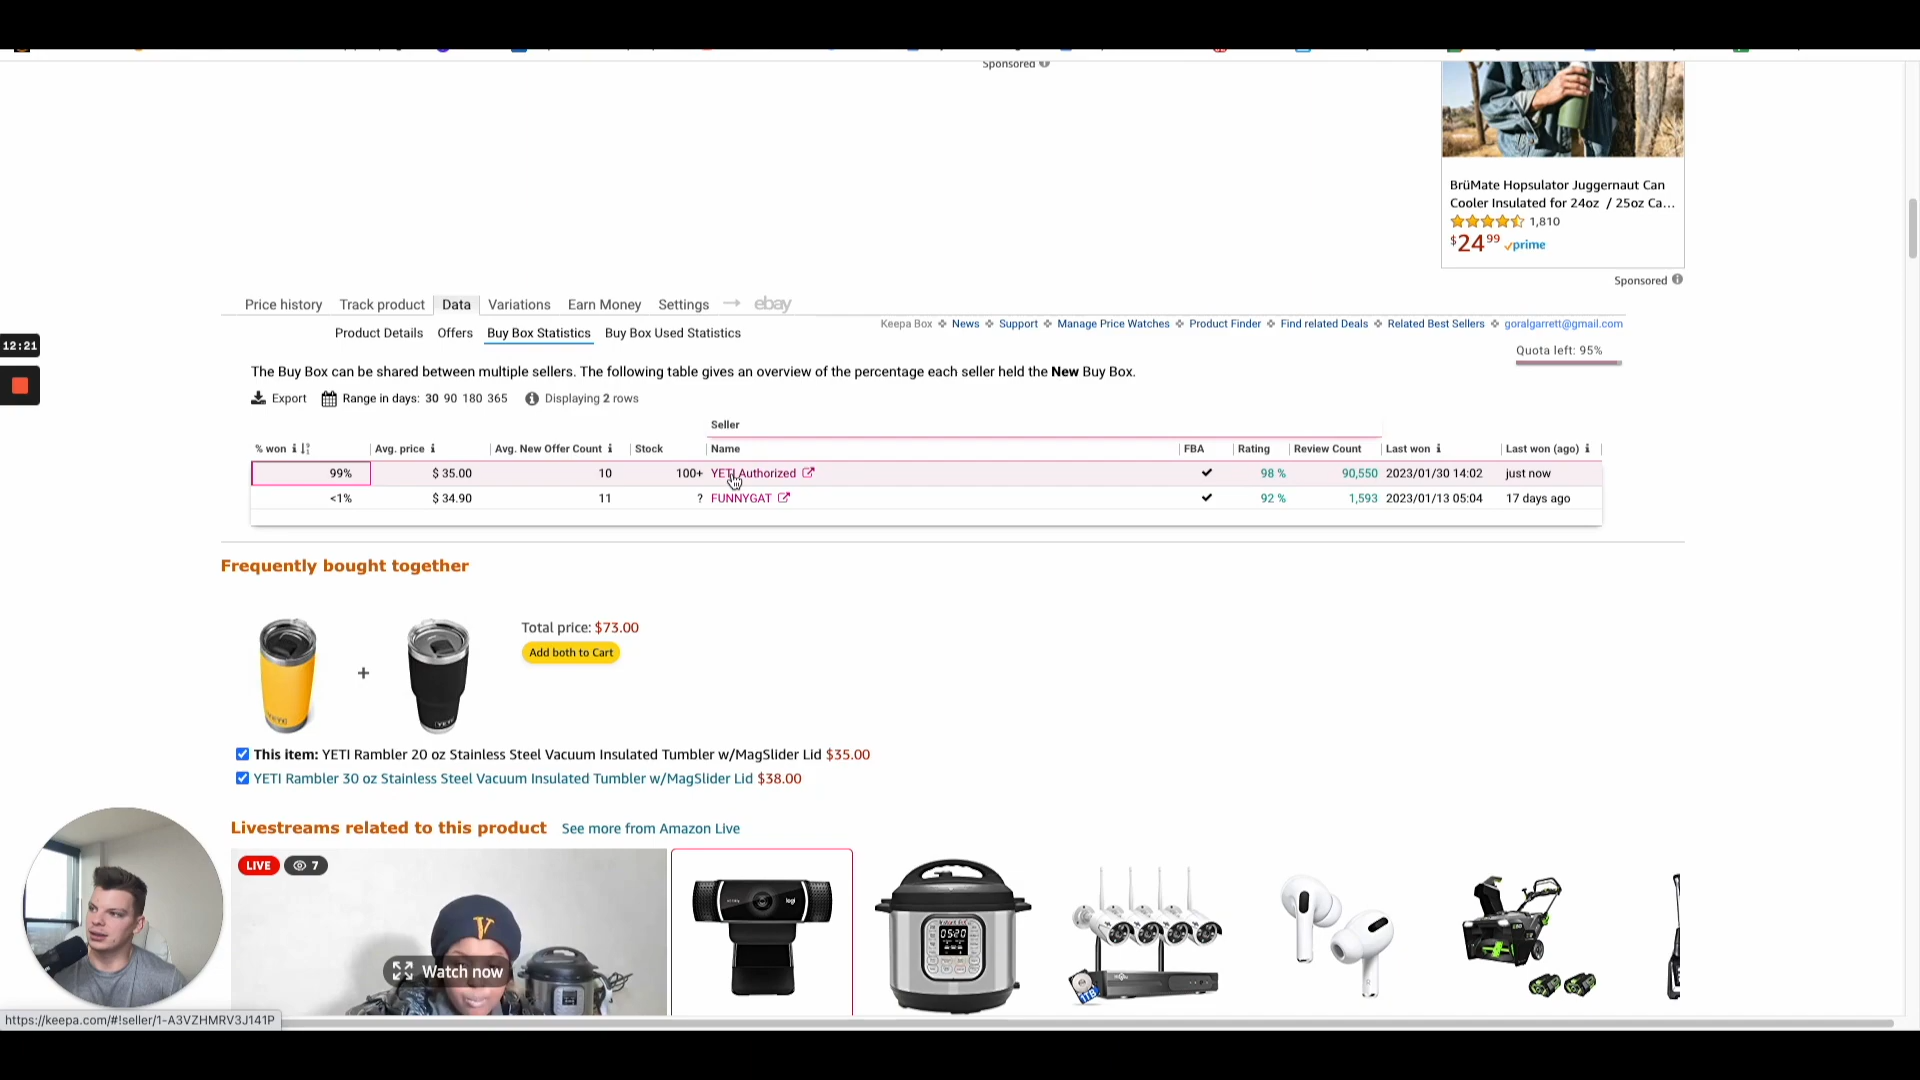 Sponsored
BrüMate Hopsulator Juggernaut Can
Cooler Insulated for 24oz / 25oz Ca...
1,810
$24 99 prime
Sponsored
Price history Track product Data Variations Earn Money Settings ebay
Product Details Offers Buy Box Statistics Buy Box Used Statistics
Keepa Box News Support Manage Price Watches Product Finder Find related Deals Related Best Sellers goralgarrett@gmail.com
12:21
Quota left: 95%
The Buy Box can be shared between multiple sellers. The following table gives an overview of the percentage each seller held the New Buy Box.
Export Range in days: 30 90 180 365 Displaying 2 rows
Seller
% won Avg. price Avg. New Offer Count Stock Name FBA Rating Review Count Last won Last won (ago)
99% $ 35.00 10 100+ YETI Authorized 98 % 90,550 2023/01/30 14:02 just now
<1% $ 34.90 11 ? FUNNYGAT 92 % 1,593 2023/01/13 05:04 17 days ago
Frequently bought together
Total price: $73.00
Add both to Cart
+
YETI
YETI
This item: YETI Rambler 20 oz Stainless Steel Vacuum Insulated Tumbler w/MagSlider Lid $35.00
YETI Rambler 30 oz Stainless Steel Vacuum Insulated Tumbler w/MagSlider Lid $38.00
Livestreams related to this product See more from Amazon Live
LIVE 7
V
logi
05:20
Watch now
1TB
https://keepa.com/#!seller/1-A3VZHMRV3J141P